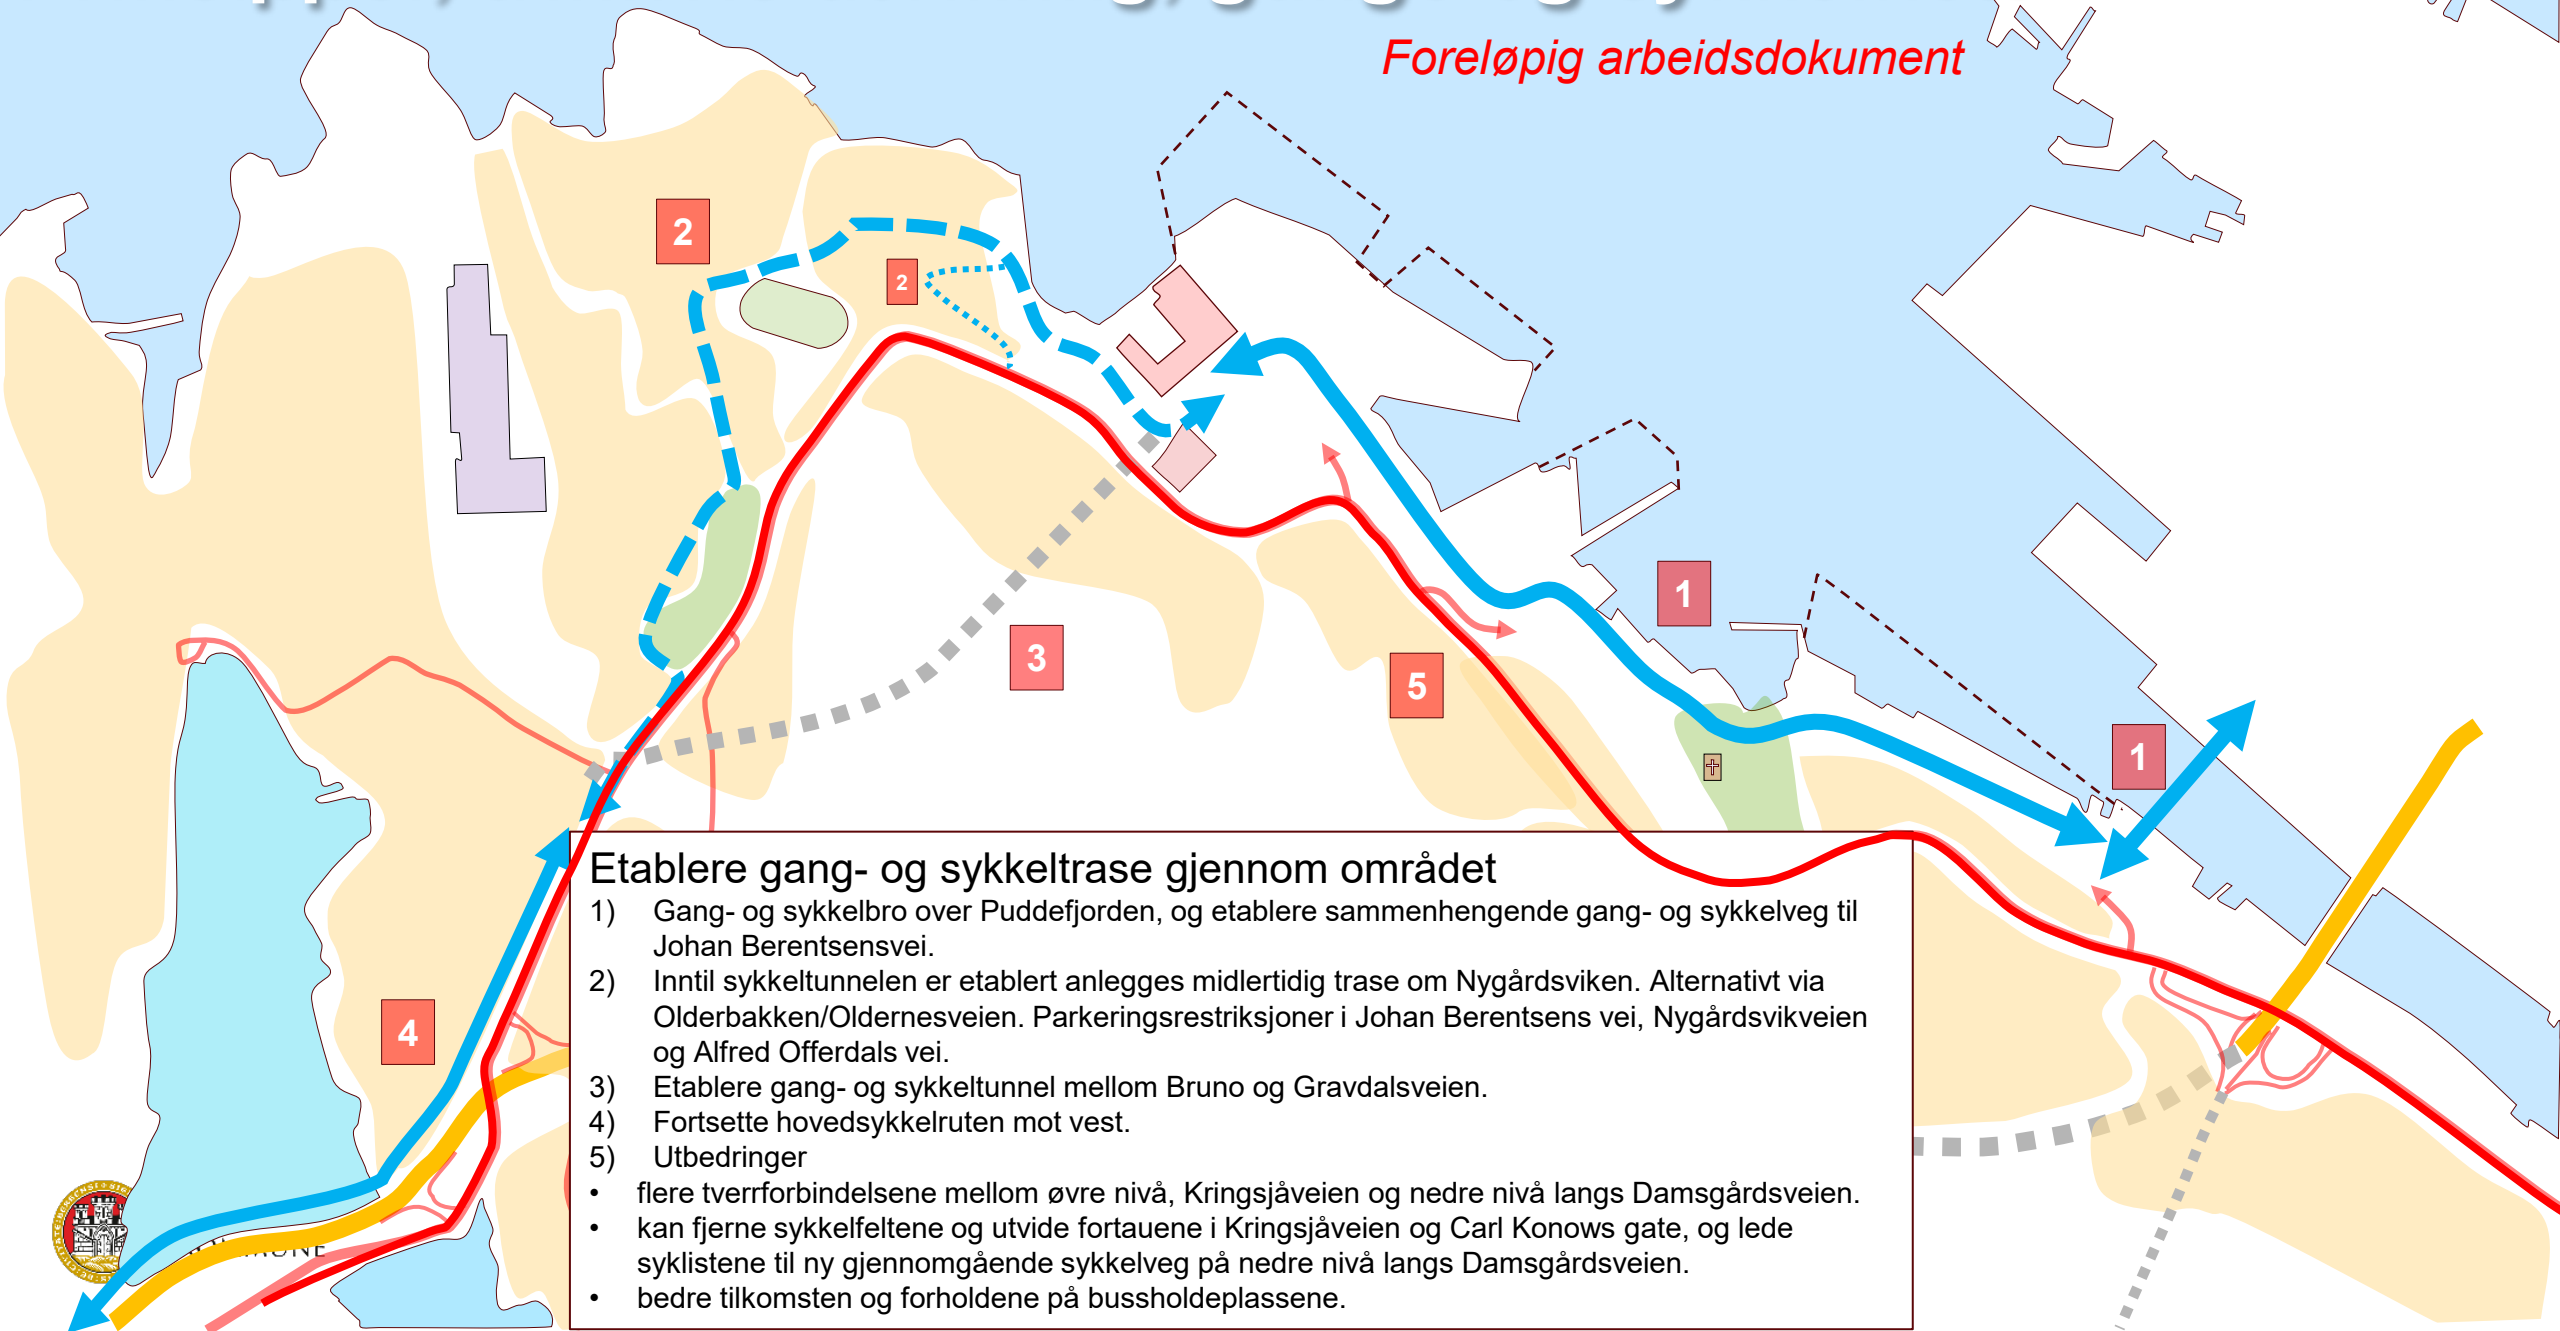 Foreløpig arbeidsdokument
2
2
1
3
5
1
4
Etablere gang- og sykkeltrase gjennom området
1) Gang- og sykkelbro over Puddefjorden, og etablere sammenhengende gang- og sykkelveg til
Johan Berentsensvei.
2) Inntil sykkeltunnelen er etablert anlegges midlertidig trase om Nygårdsviken. Alternativt via
Olderbakken/Oldernesveien. Parkeringsrestriksjoner i Johan Berentsens vei, Nygårdsvikveien
og Alfred Offerdals vei.
3) Etablere gang- og sykkeltunnel mellom Bruno og Gravdalsveien.
4) Fortsette hovedsykkelruten mot vest.
5) Utbedringer
• flere tverrforbindelsene mellom øvre nivå, Kringsjåveien og nedre nivå langs Damsgårdsveien.
• kan fjerne sykkelfeltene og utvide fortauene i Kringsjåveien og Carl Konows gate, og lede
syklistene til ny gjennomgående sykkelveg på nedre nivå langs Damsgårdsveien.
• bedre tilkomsten og forholdene på bussholdeplassene.